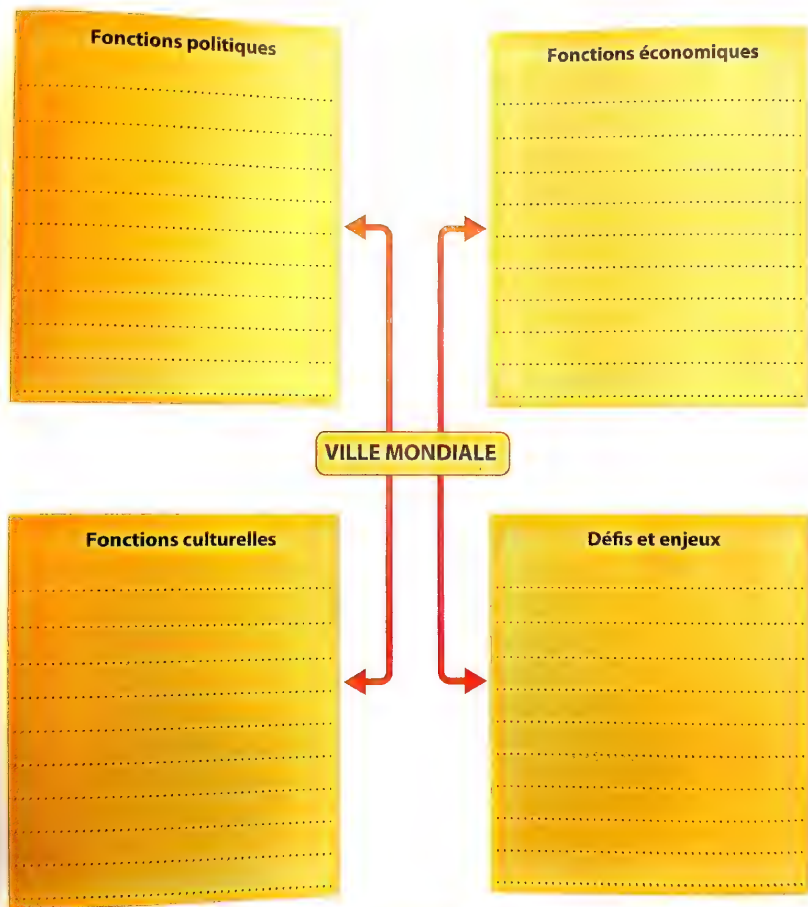 Fonctions politiques
Fonctions économiques
VILLE MONDIALE
Fonctions culturelles
Défis et enjeux